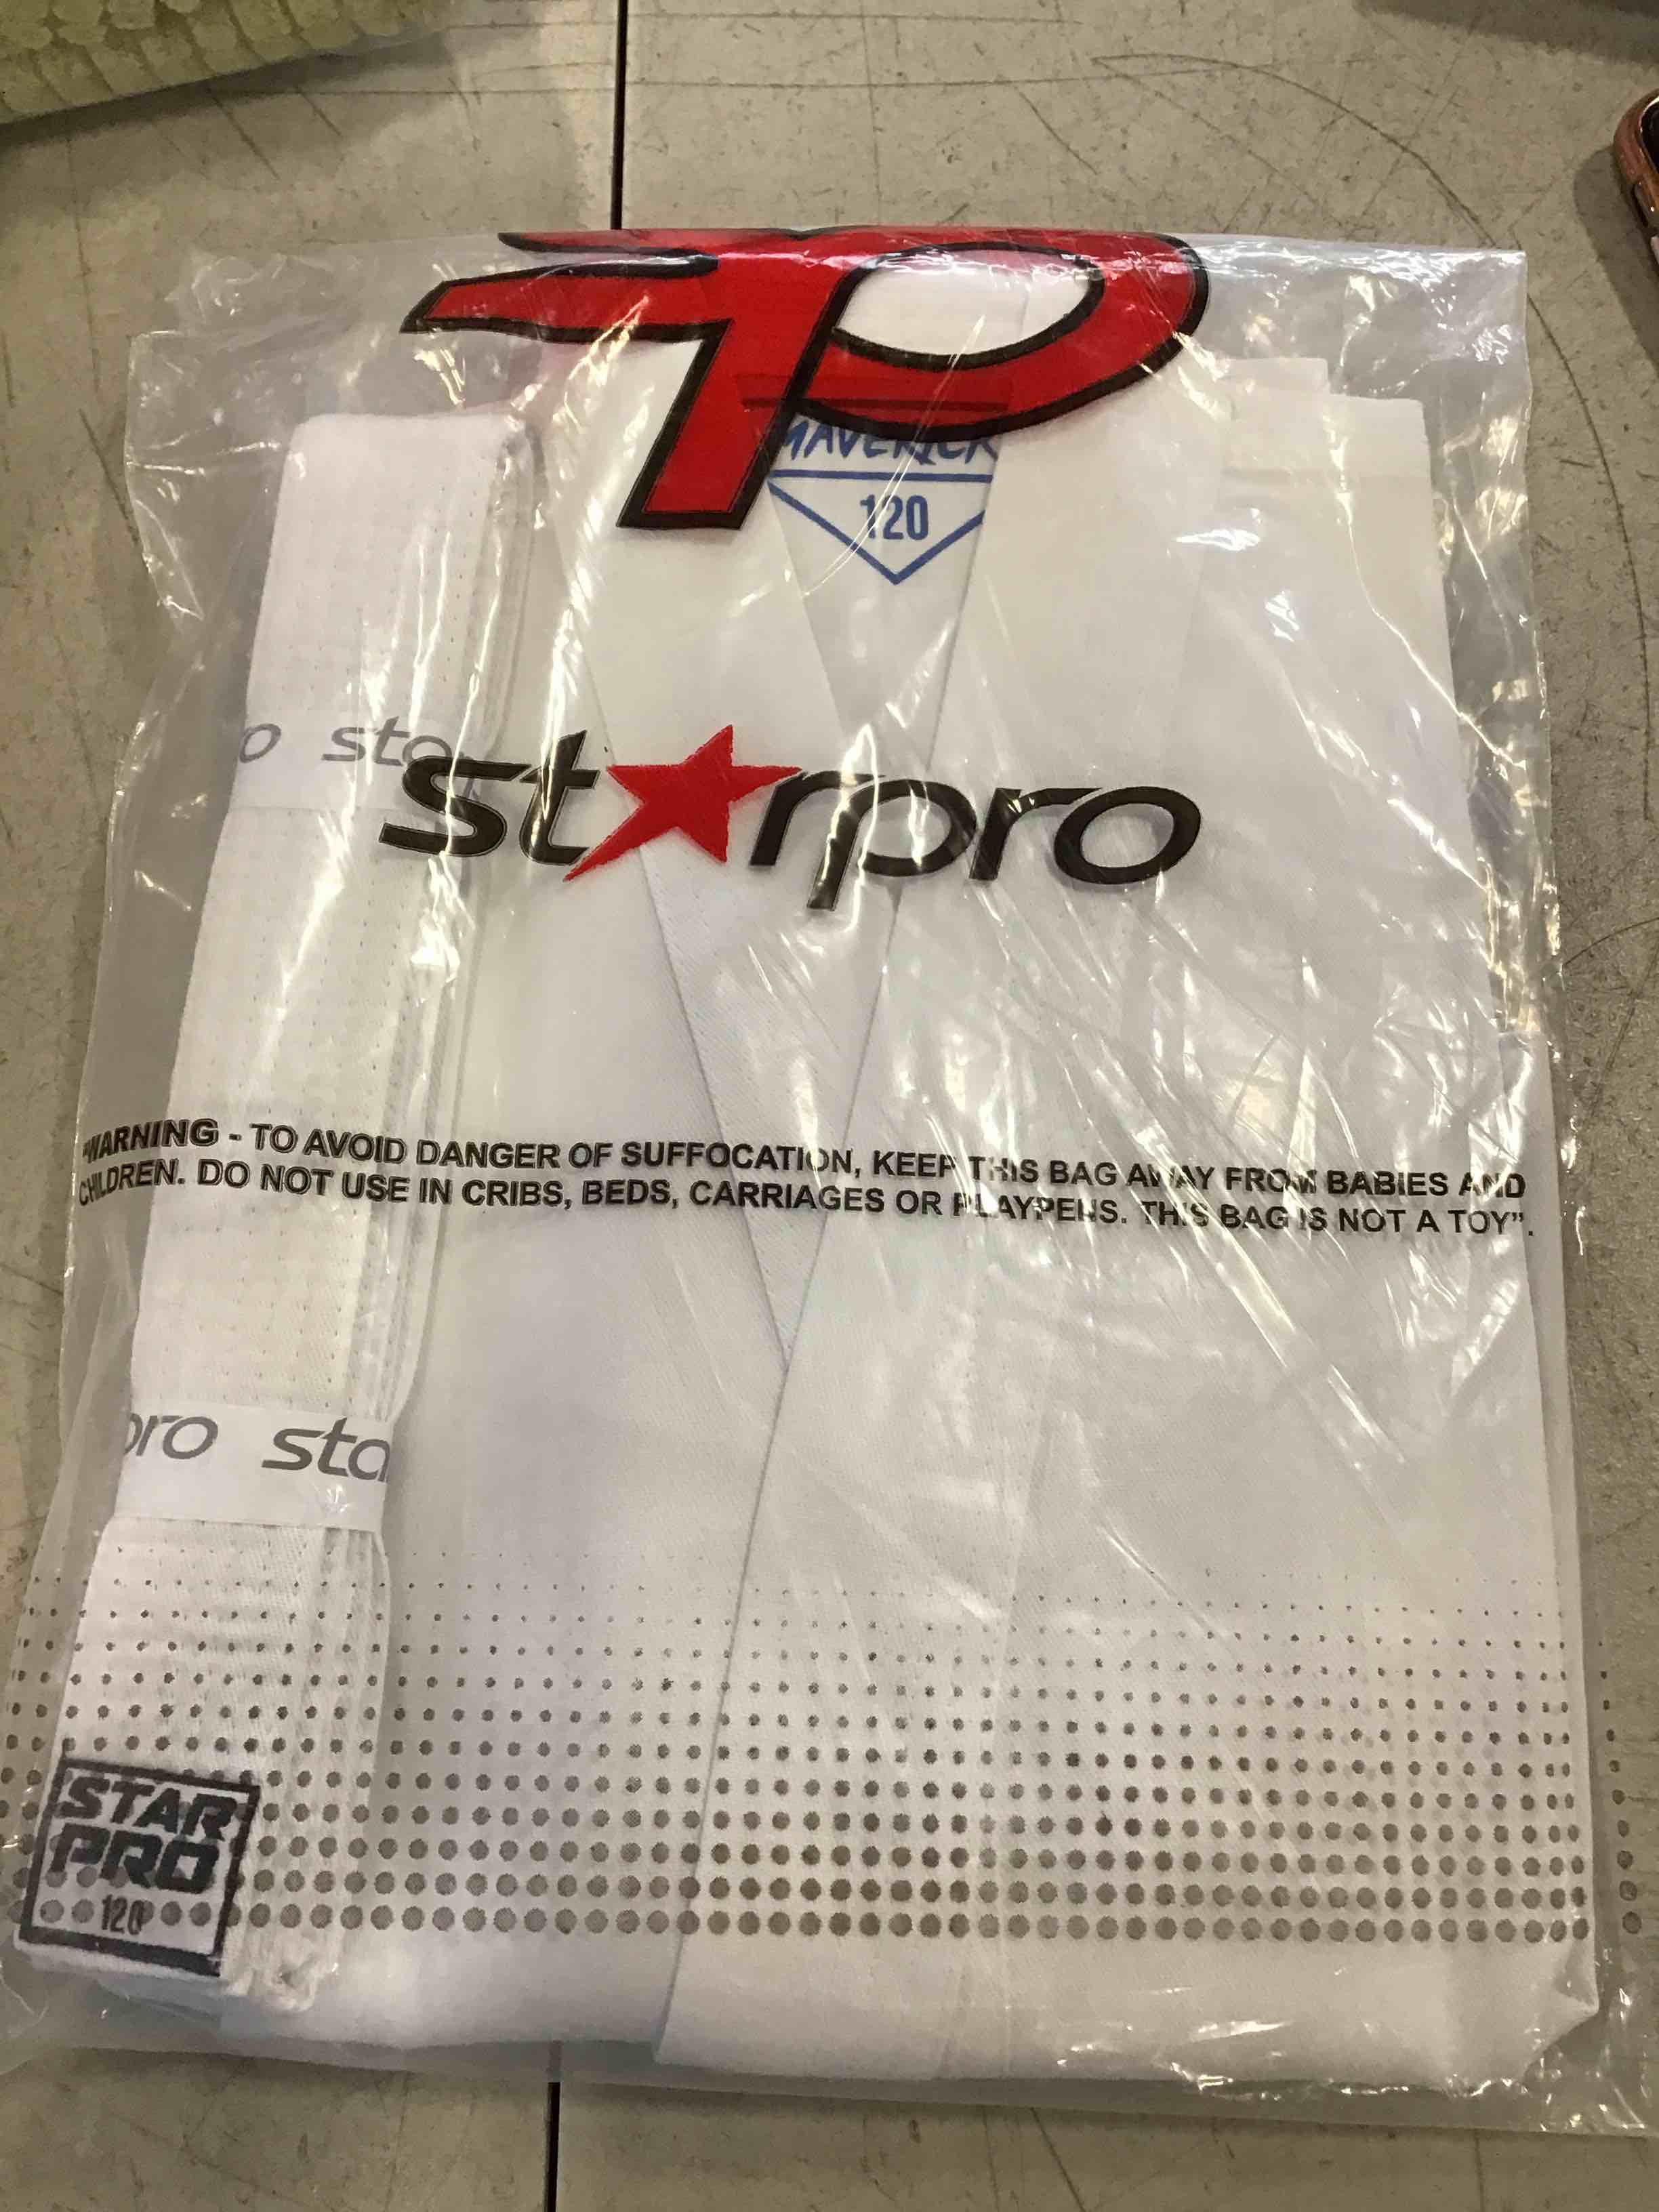 MAVERICK
120
o sta
starpro
"WARNING - TO AVOID DANGER OF SUFFOCATION, KEEP THIS BAG AWAY FROM BABIES AND
CHILDREN. DO NOT USE IN CRIBS, BEDS, CARRIAGES OR PLAYPENS. THIS BAG IS NOT A TOY".
pro sta
STAR
PRO
120